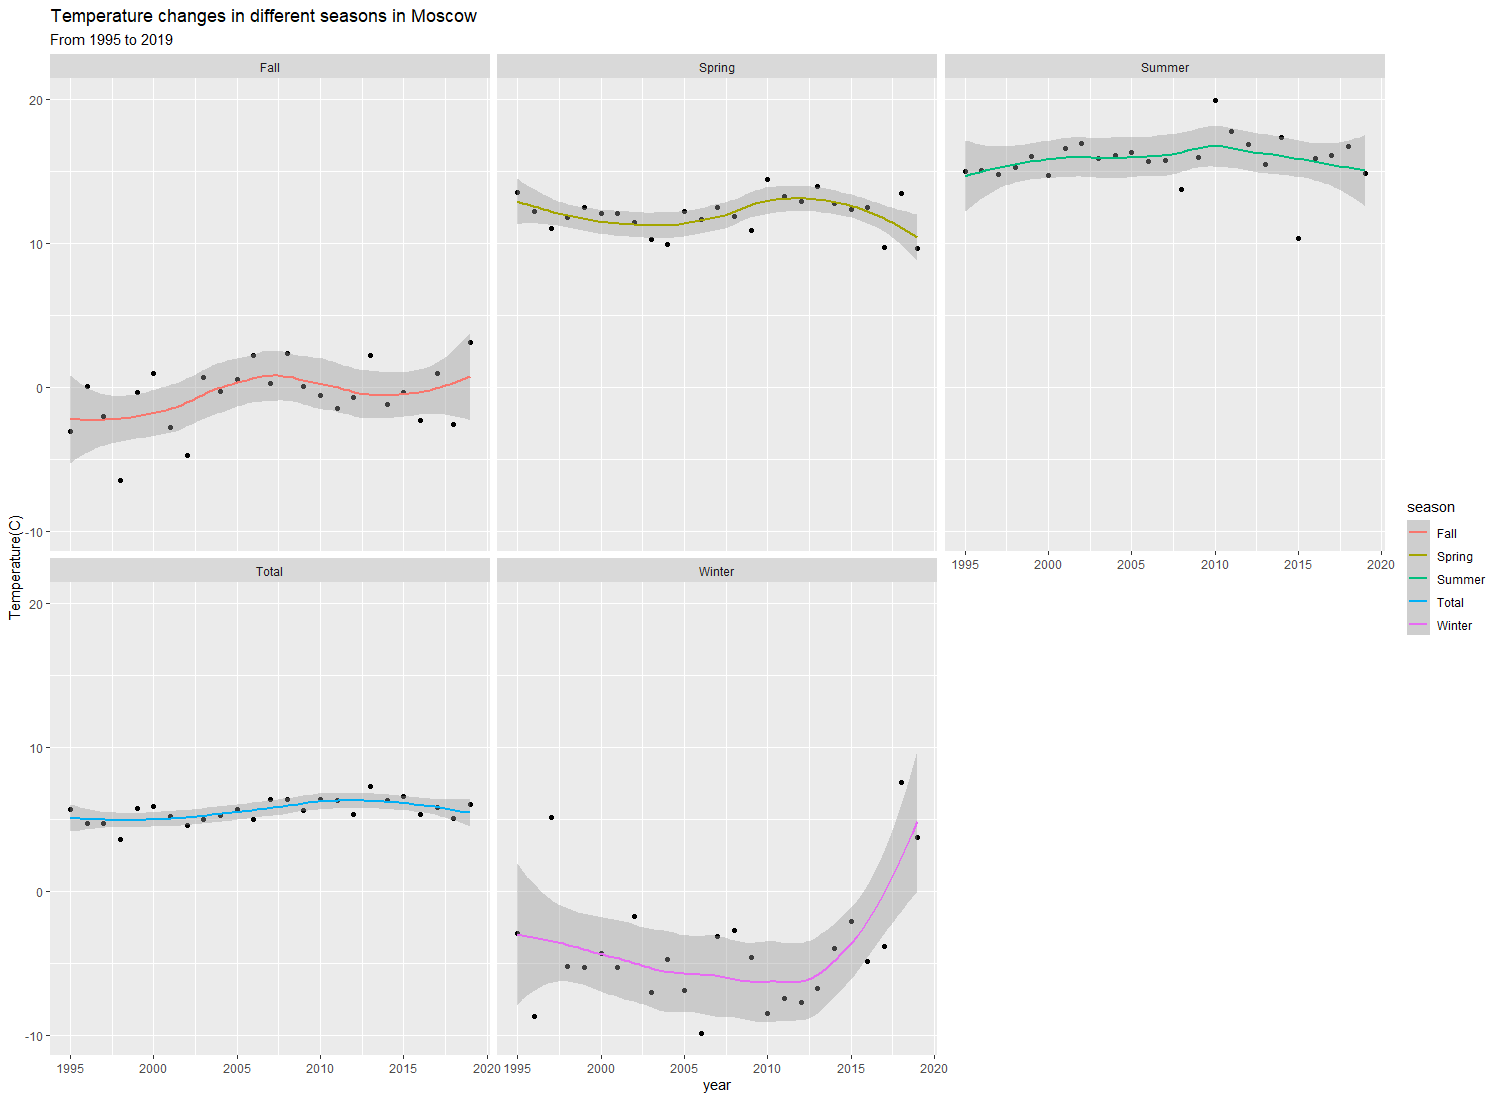 Temperature changes in different seasons in Moscow
From 1995 to 2019
Fall
Spring
Summer
20
10
0
-10
1995 2000 2005 2010 2015 2020
Temperature(C)
season
Fall
Spring
Summer
Total
Winter
Total
Winter
20
10
0
-10
1995 2000 2005 2010 2015 2020
1995 2000 2005 2010 2015 2020
year